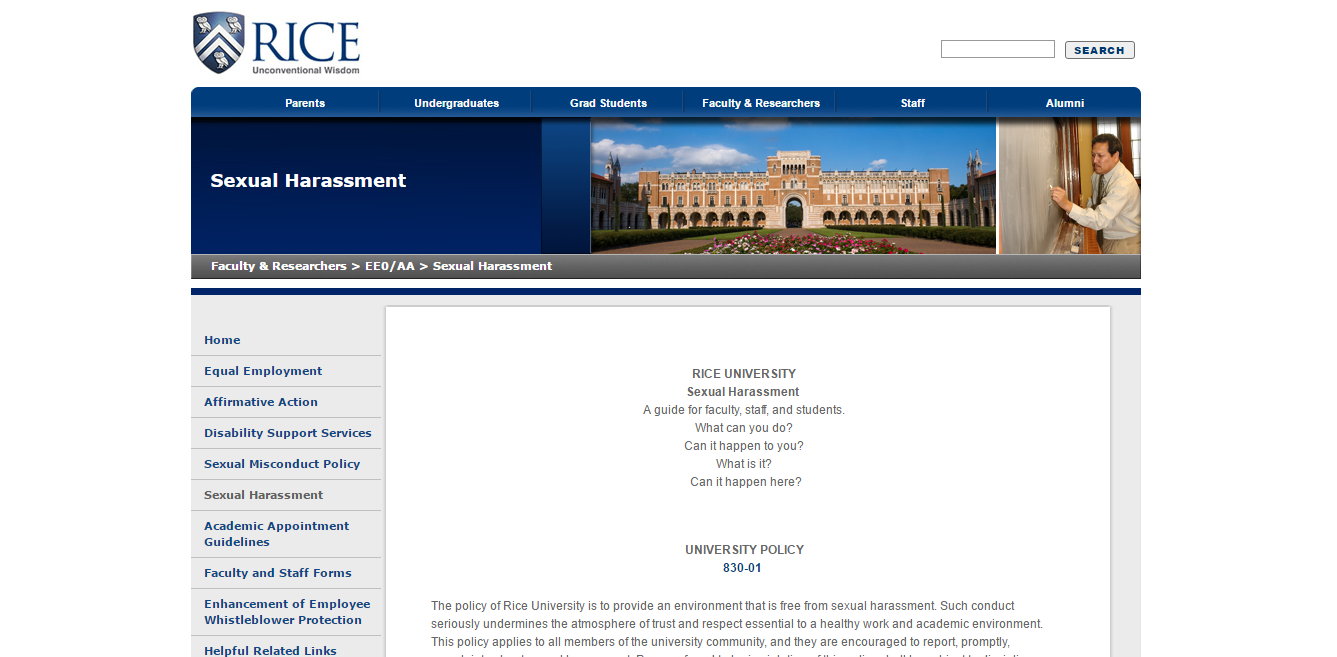 RICE
Unconventional Wisdom
SEARCH
Parents
Undergraduates
Grad Students
Faculty & Researchers
Staff
Alumni
Sexual Harassment
Faculty & Researchers > EEO/AA > Sexual Harassment
Home
Equal Employment
Affirmative Action
Disability Support Services
Sexual Misconduct Policy
Sexual Harassment
Academic Appointment
Guidelines
Faculty and Staff Forms
Enhancement of Employee
Whistleblower Protection
Helpful Related Links
RICE UNIVERSITY
Sexual Harassment
A guide for faculty, staff, and students.
What can you do?
Can it happen to you?
What is it?
Can it happen here?
UNIVERSITY POLICY
830-01
The policy of Rice University is to provide an environment that is free from sexual harassment. Such conduct
seriously undermines the atmosphere of trust and respect essential to a healthy work and academic environment.
This policy applies to all members of the university community, and they are encouraged to report, promptly,